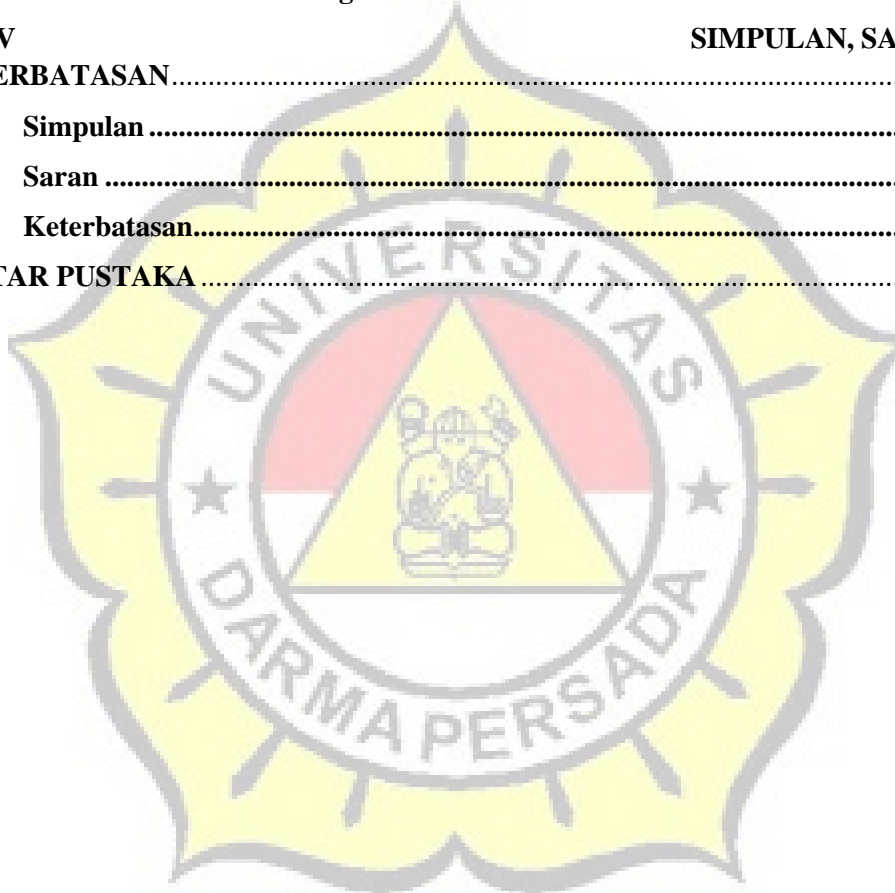 V SIMPULAN, SA
ERBATASAN........................................................................................................
Simpulan........................................................................................................
Saran........................................................................................................
Keterbatasan........................................................................................................
TAR PUSTAKA........................................................................................................
UNIVERSITAS
DARMA PERSADA